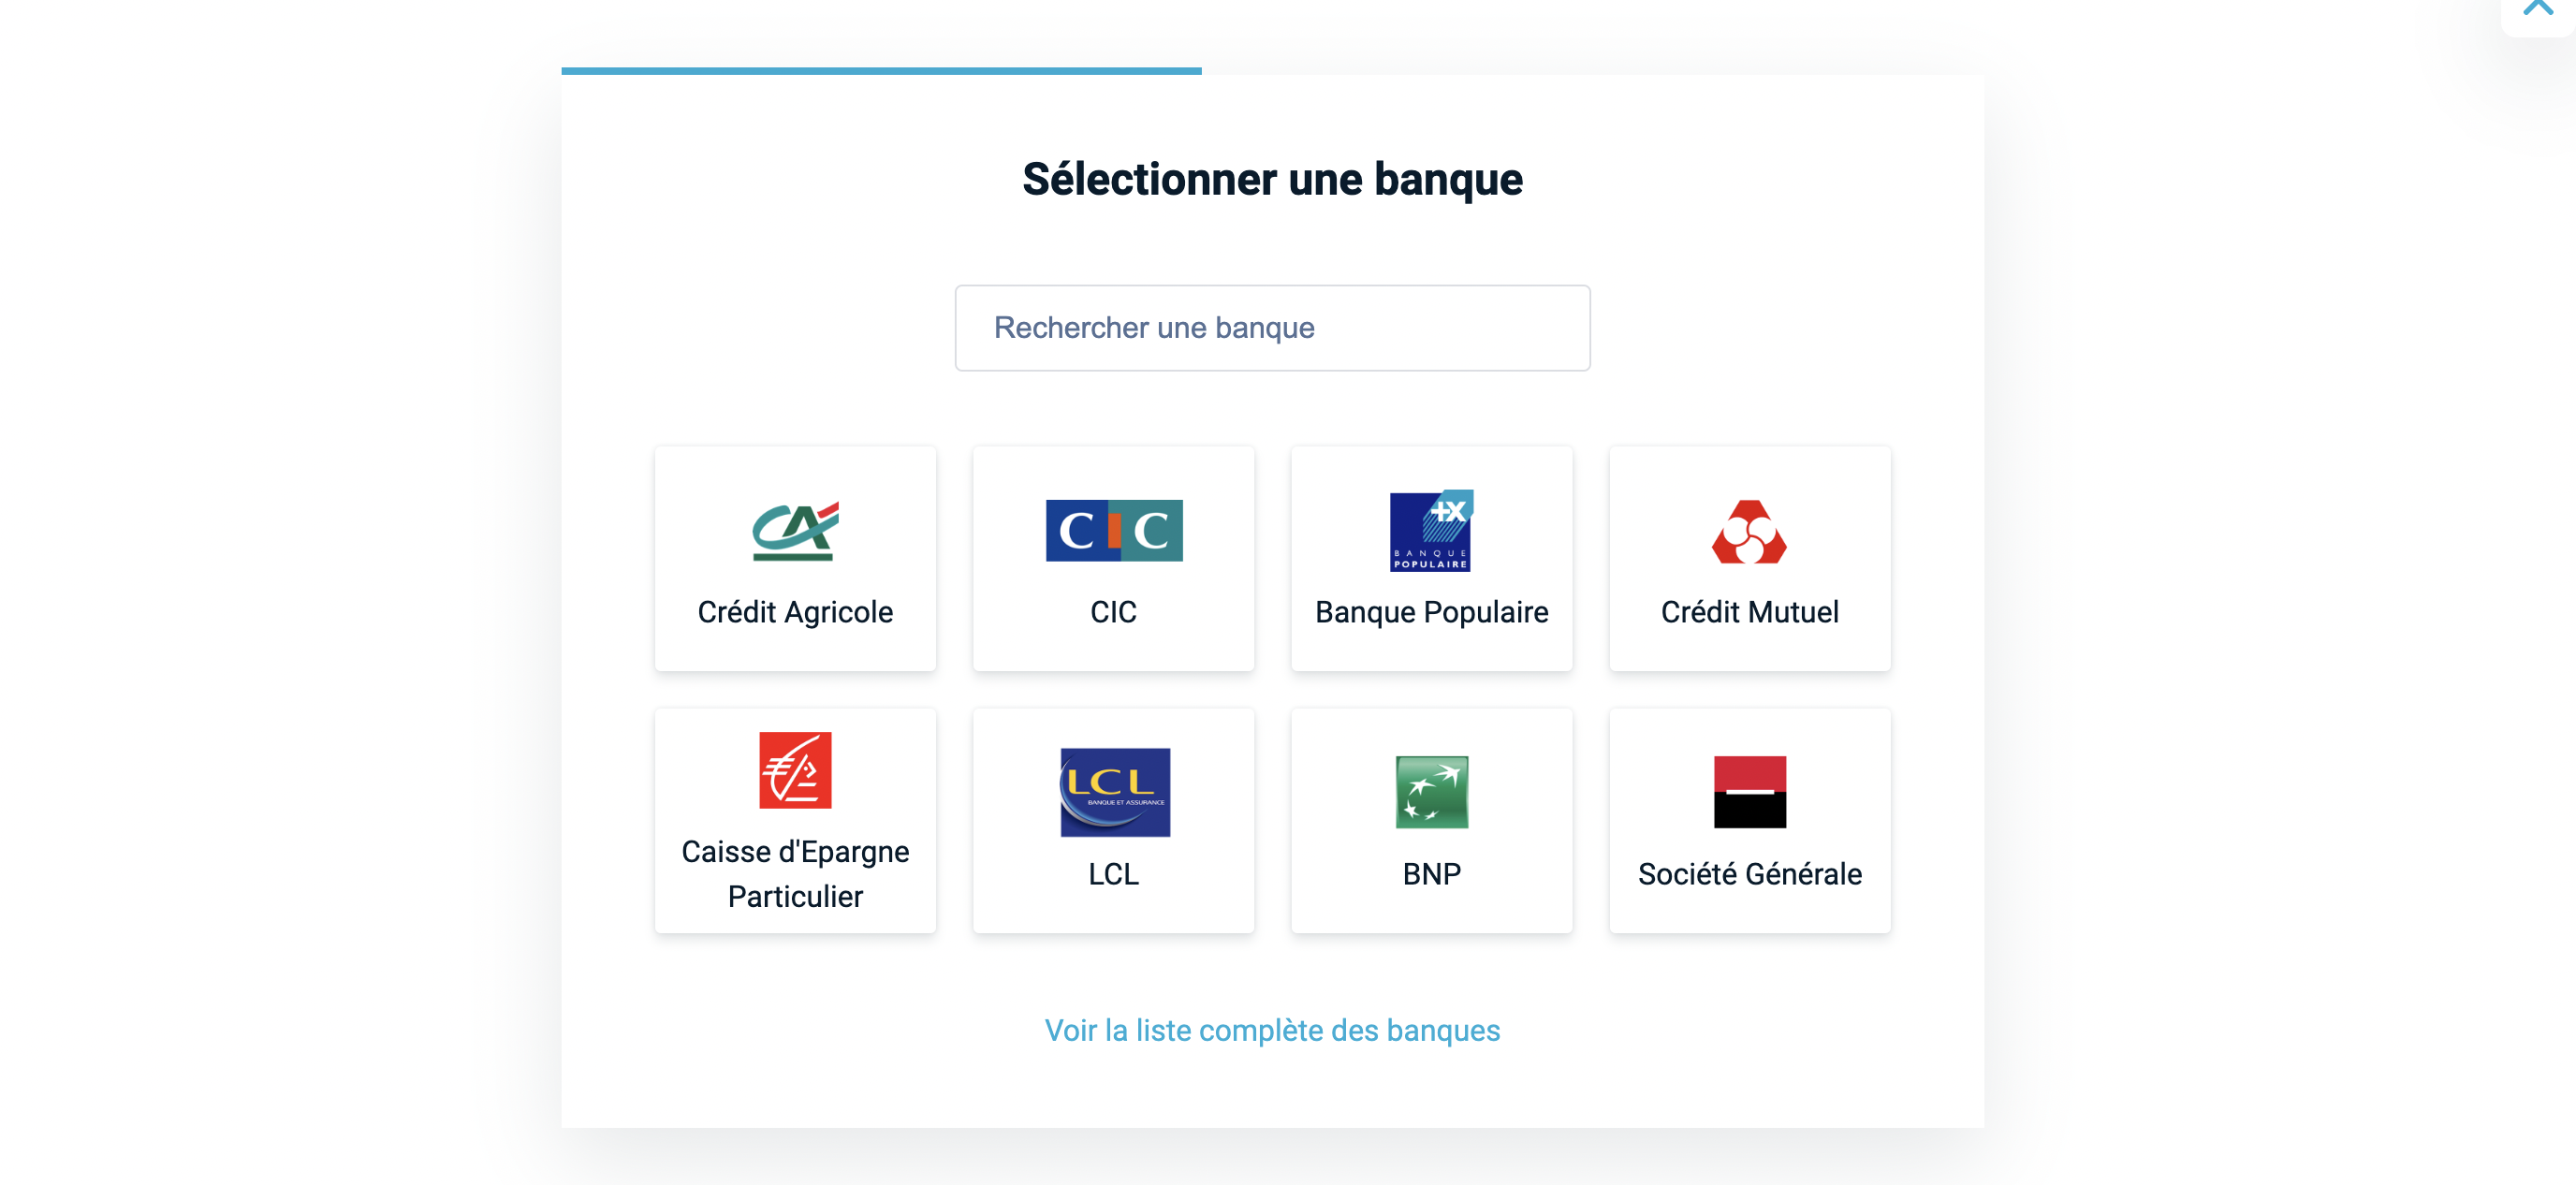 Sélectionner une banque
Rechercher une banque
CIC
+X
BANQUE
POPULAIRE
Crédit Agricole
CIC
Banque Populaire
Crédit Mutuel
LCL
BANQUE ET ASSURANCE
Caisse d'Epargne
Particulier
LCL
BNP
Société Générale
Voir la liste complète des banques